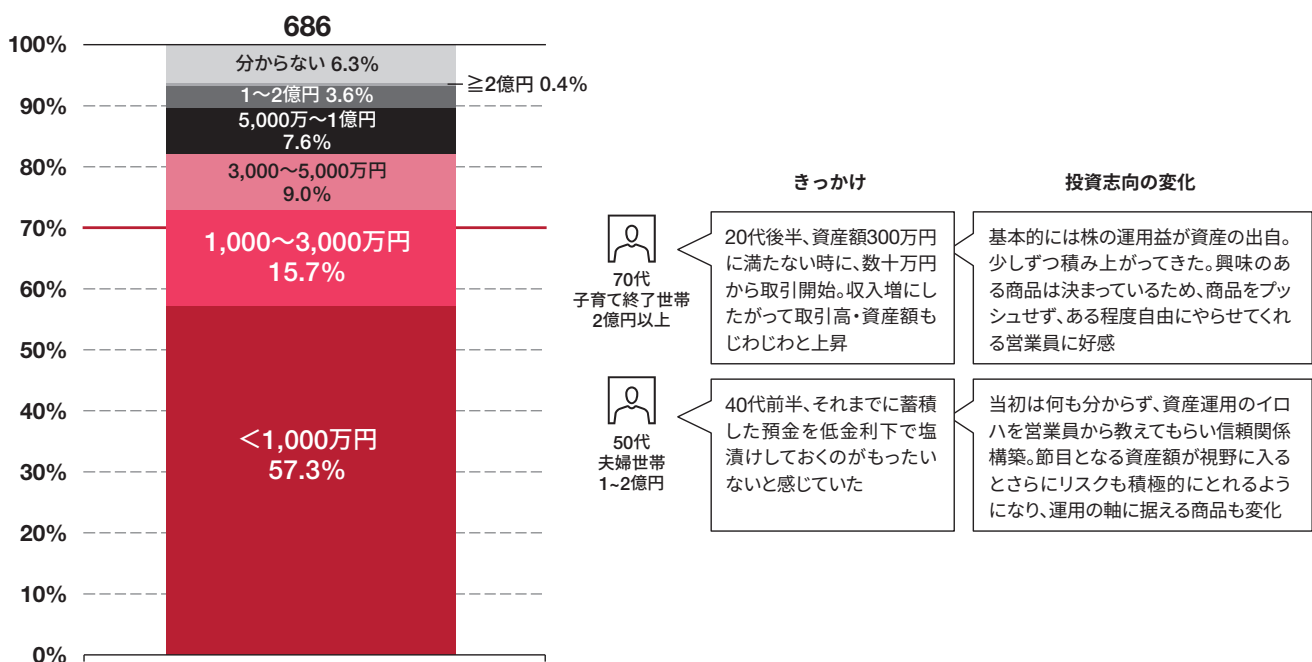 686
100%
90%
80%
70%
60%
50%
40%
30%
20%
10%
0%
分からない 6.3%
≧2億円 0.4%
1〜2億円 3.6%
5,000万〜1億円
7.6%
3,000〜5,000万円
9.0%
1,000〜3,000万円
15.7%
<1,000万円
57.3%
きっかけ
投資志向の変化
70代
子育て終了世帯
2億円以上
20代後半、資産額300万円
に満たない時に、数十万円
から取引開始。収入増にし
たがって取引高・資産額も
じわじわと上昇
基本的には株の運用益が資産の出自。
少しずつ積み上がってきた。興味のあ
る商品は決まっているため、商品をプッ
シュせず、ある程度自由にやらせてくれ
る営業員に好感
50代
夫婦世帯
1~2億円
40代前半、それまでに蓄積
した預金を低金利下で塩
漬けしておくのがもったい
ないと感じていた
当初は何も分からず、資産運用のイロ
ハを営業員から教えてもらい信頼関係
構築。節目となる資産額が視野に入る
とさらにリスクも積極的にとれるよう
になり、運用の軸に据える商品も変化